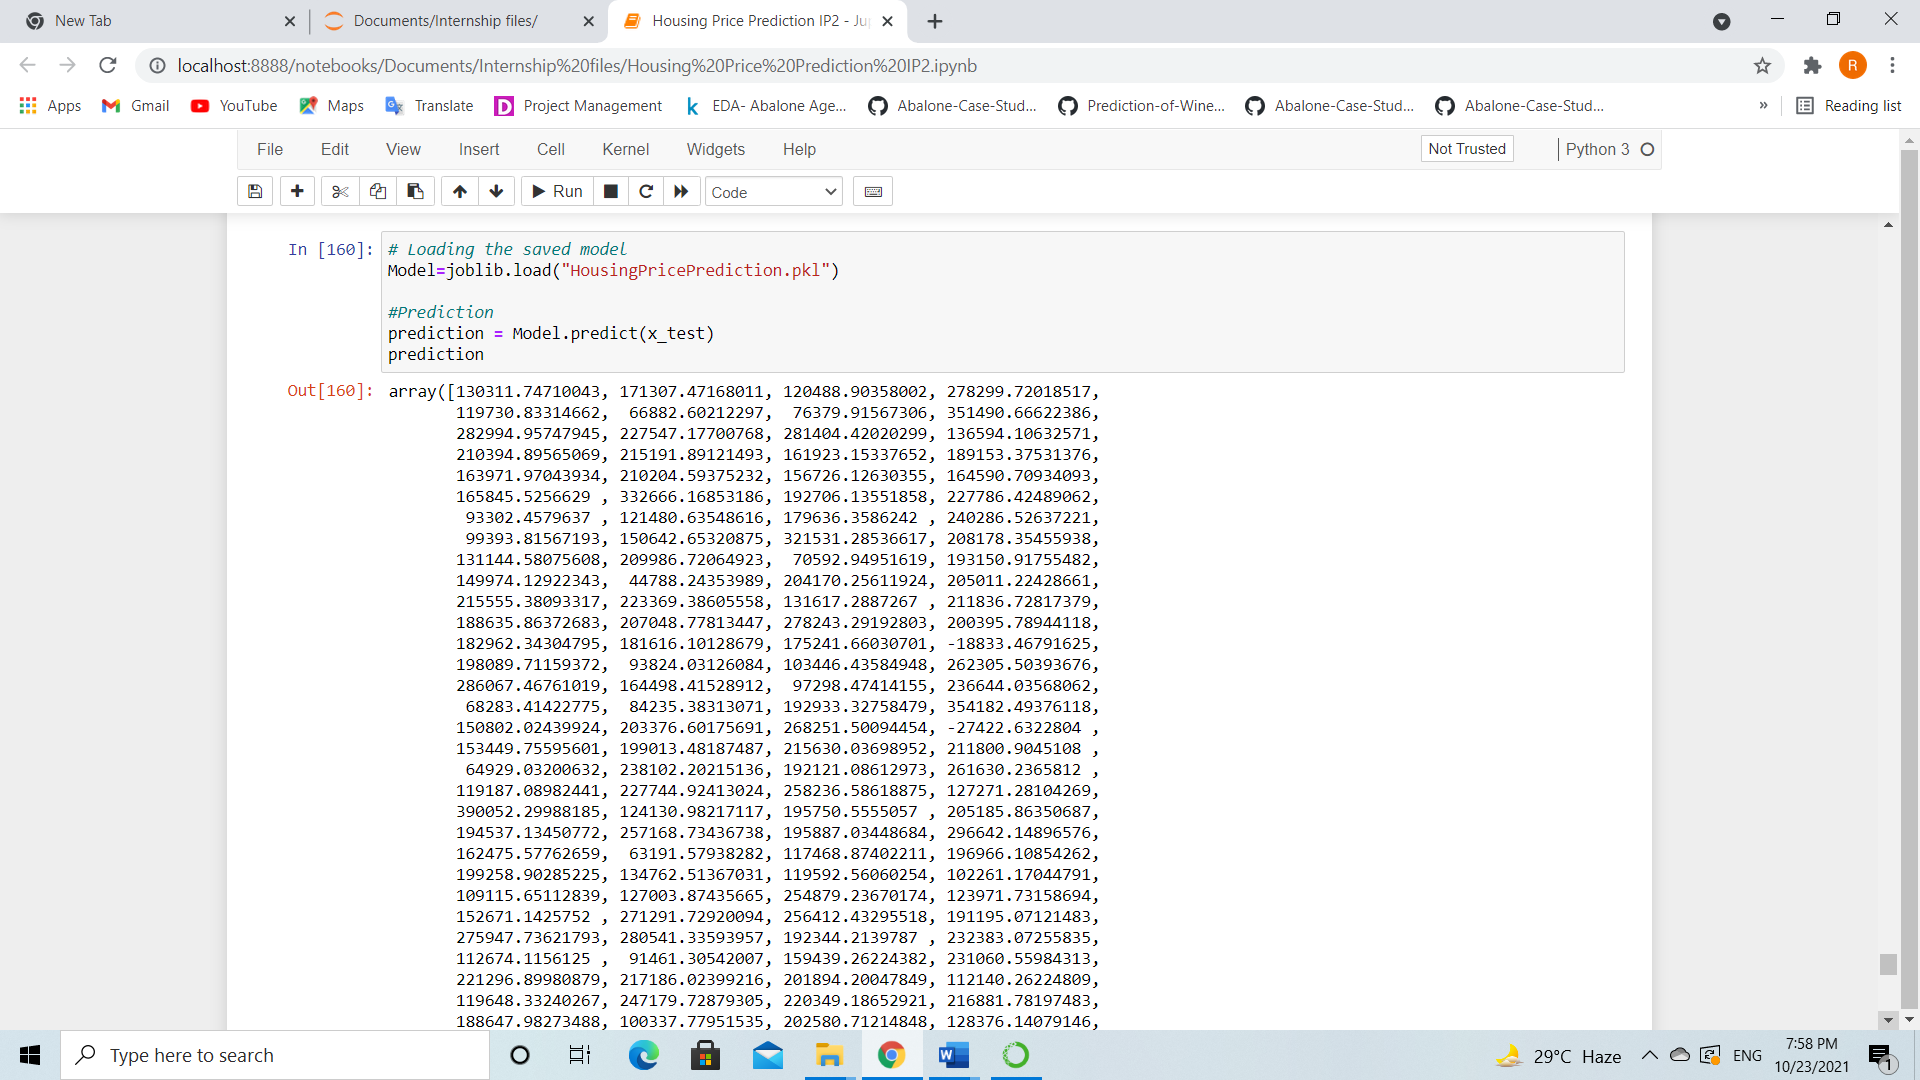 New Tab
Documents/Internship files/
Housing Price Prediction IP2 - Ju
localhost:8888/notebooks/Documents/Internship%20files/Housing%20Price%20Prediction%20IP2.ipynb
R
Apps Gmail YouTube Maps Translate Project Management EDA- Abalone Age... Abalone-Case-Stud... Prediction-of-Wine... Abalone-Case-Stud... Abalone-Case-Stud... » Reading list
File Edit View Insert Cell Kernel Widgets Help Not Trusted Python 3
Run Code
In [160]: # Loading the saved model
Model=joblib.load("HousingPricePrediction.pkl")
#Prediction
prediction = Model.predict(x_test)
prediction
Out[160]: array([130311.74710043, 171307.47168011, 120488.90358002, 278299.72018517,
119730.83314662, 66882.60212297, 76379.91567306, 351490.66622386,
282994.95747945, 227547.17700768, 281404.42020299, 136594.10632571,
210394.89565069, 215191.89121493, 161923.15337652, 189153.37531376,
163971.97043934, 210204.59375232, 156726.12630355, 164590.70934093,
165845.5256629 , 332666.16853186, 192706.13551858, 227786.42489062,
93302.4579637 , 121480.63548616, 179636.3586242 , 240286.52637221,
99393.81567193, 150642.65320875, 321531.28536617, 208178.35455938,
131144.58075608, 209986.72064923, 70592.94951619, 193150.91755482,
149974.12922343, 44788.24353989, 204170.25611924, 205011.22428661,
215555.38093317, 223369.38605558, 131617.2887267 , 211836.72817379,
188635.86372683, 207048.77813447, 278243.29192803, 200395.78944118,
182962.34304795, 181616.10128679, 175241.66030701, -18833.46791625,
198089.71159372, 93824.03126084, 103446.43584948, 262305.50393676,
286067.46761019, 164498.41528912, 97298.47414155, 236644.03568062,
68283.41422775, 84235.38313071, 192933.32758479, 354182.49376118,
150802.02439924, 203376.60175691, 268251.50094454, -27422.6322804 ,
153449.75595601, 199013.48187487, 215630.03698952, 211800.9045108 ,
64929.03200632, 238102.20215136, 192121.08612973, 261630.2365812 ,
119187.08982441, 227744.92413024, 258236.58618875, 127271.28104269,
390052.29988185, 124130.98217117, 195750.5555057 , 205185.86350687,
194537.13450772, 257168.73436738, 195887.03448684, 296642.14896576,
162475.57762659, 63191.57938282, 117468.87402211, 196966.10854262,
199258.90285225, 134762.51367031, 119592.56060254, 102261.17044791,
109115.65112839, 127003.87435665, 254879.23670174, 123971.73158694,
152671.1425752 , 271291.72920094, 256412.43295518, 191195.07121483,
275947.73621793, 280541.33593957, 192344.2139787 , 232383.07255835,
112674.1156125 , 91461.30542007, 159439.26224382, 231060.55984313,
221296.89980879, 217186.02399216, 201894.20047849, 112140.26224809,
119648.33240267, 247179.72879305, 220349.18652921, 216881.78197483,
188647.98273488, 100337.77951535, 202580.71214848, 128376.14079146,
Type here to search
29°C Haze
ENG
7:58 PM
10/23/2021
1